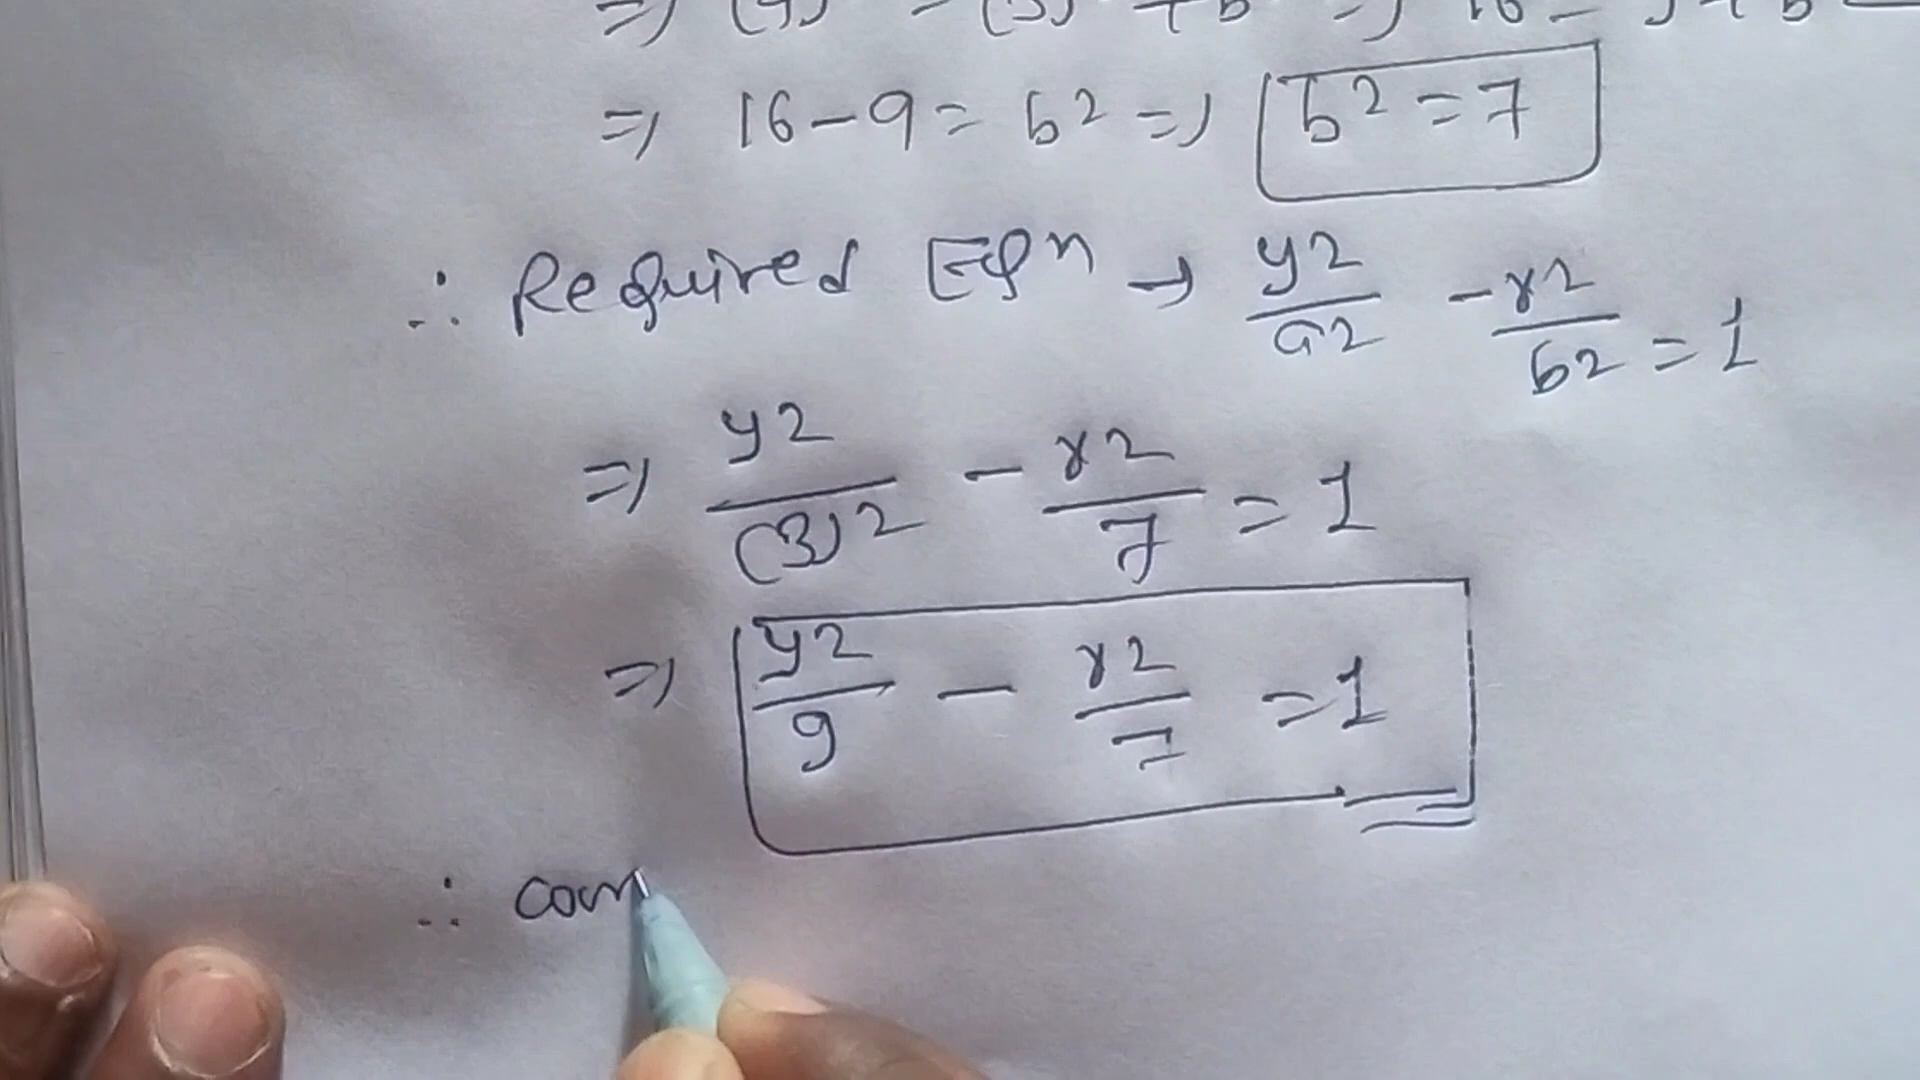 => 16 - 9 = b2 => b2 = 7
∴ Required Eqn → y2/a2 - x2/b2 = 1
=> y2/(3)2 - x2/7 = 1
=> y2/9 - x2/7 = 1
∴